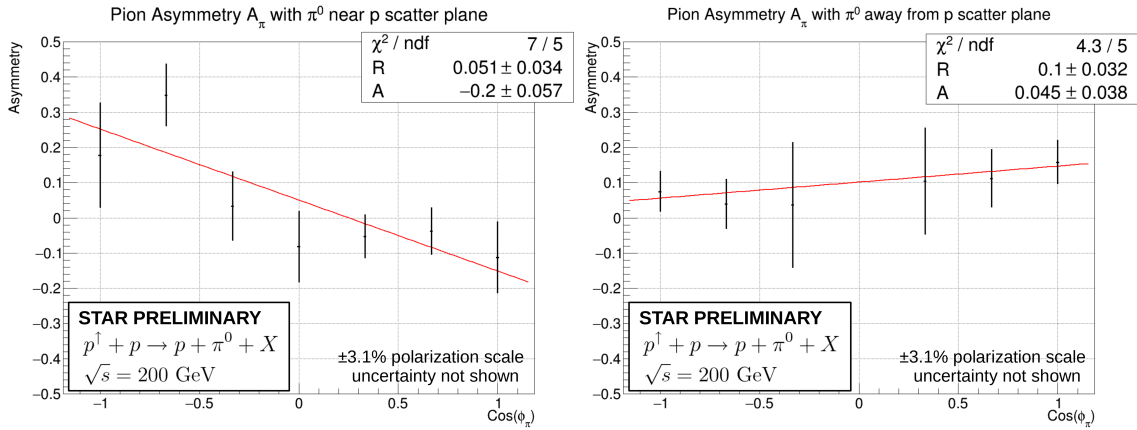 Pion Asymmetry A_π with π⁰ near p scatter plane
χ² / ndf 7 / 5
R 0.051 ± 0.034
A −0.2 ± 0.057
Asymmetry
0.5
0.4
0.3
0.2
0.1
0
−0.1
−0.2
−0.3
−0.4
−0.5
STAR PRELIMINARY
p↑ + p → p + π⁰ + X
√s = 200 GeV
±3.1% polarization scale
uncertainty not shown
−1 −0.5 0 0.5 1
Cos(ϕ_π)
Pion Asymmetry A_π with π⁰ away from p scatter plane
χ² / ndf 4.3 / 5
R 0.1 ± 0.032
A 0.045 ± 0.038
Asymmetry
0.5
0.4
0.3
0.2
0.1
0
−0.1
−0.2
−0.3
−0.4
−0.5
STAR PRELIMINARY
p↑ + p → p + π⁰ + X
√s = 200 GeV
±3.1% polarization scale
uncertainty not shown
−1 −0.5 0 0.5 1
Cos(ϕ_π)